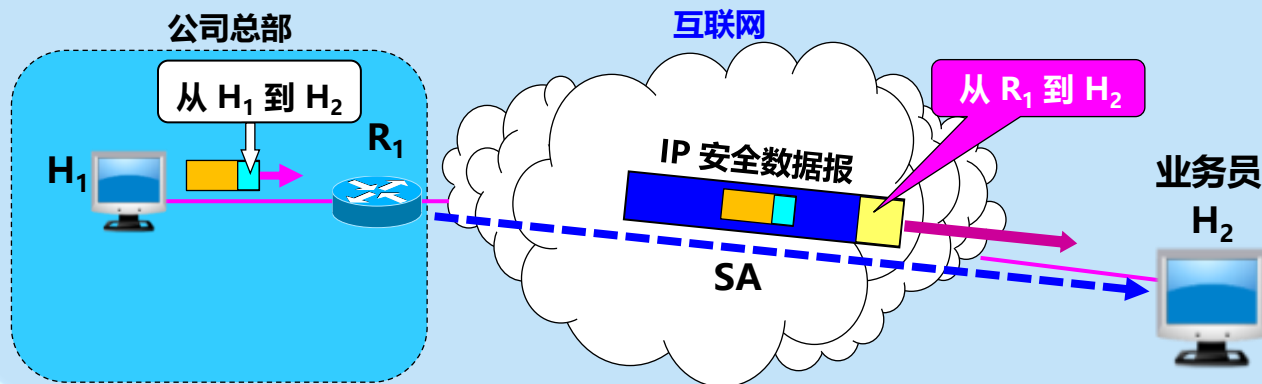 公司总部
互联网
从 H₁ 到 H₂
从 R₁ 到 H₂
H₁
R₁
IP 安全数据报
业务员
H₂
SA